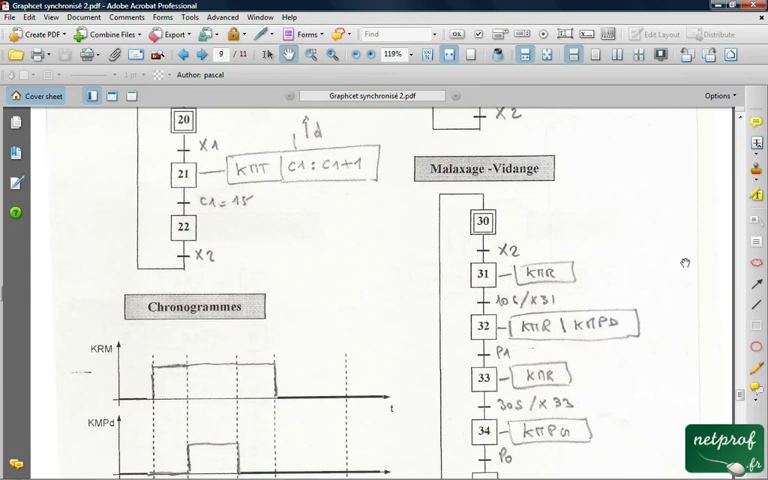 Graphcet synchronisé 2.pdf - Adobe Acrobat Professional
File Edit View Document Comments Forms Tools Advanced Window Help
Create PDF Combine Files Export Forms Find OK Edit Layout Distribute
9 / 11 119%
1 pt Author: pascal
Cover sheet Graphcet synchronisé 2.pdf Options
20
X1
d
21 KMT C1:C1+1
C1=15
22
X2
Chronogrammes
KRM
t
KMPd
X2
Malaxage -Vidange
30
X2
31 KMR
10s/X31
32 KMR KMPD
P1
33 KMR
30s/X33
34 KMPG
P0
netprof
.fr